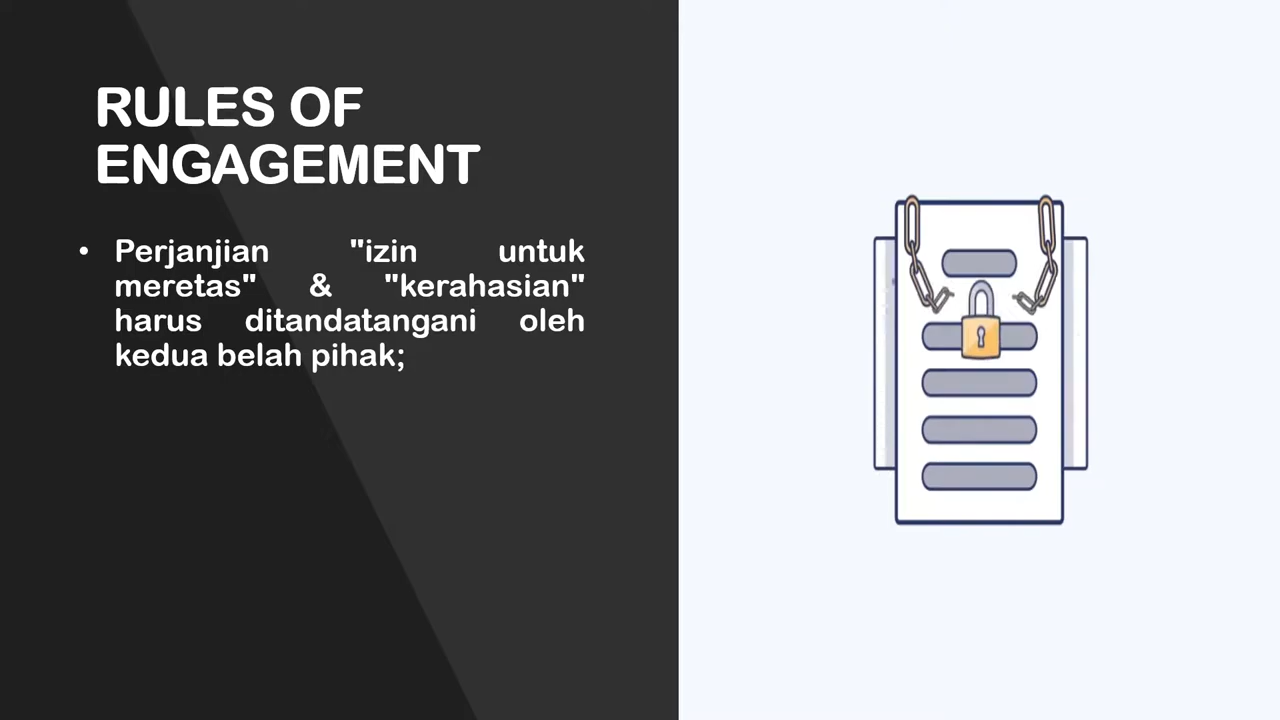 RULES OF
ENGAGEMENT
• Perjanjian "izin untuk
meretas" & "kerahasian"
harus ditandatangani oleh
kedua belah pihak;